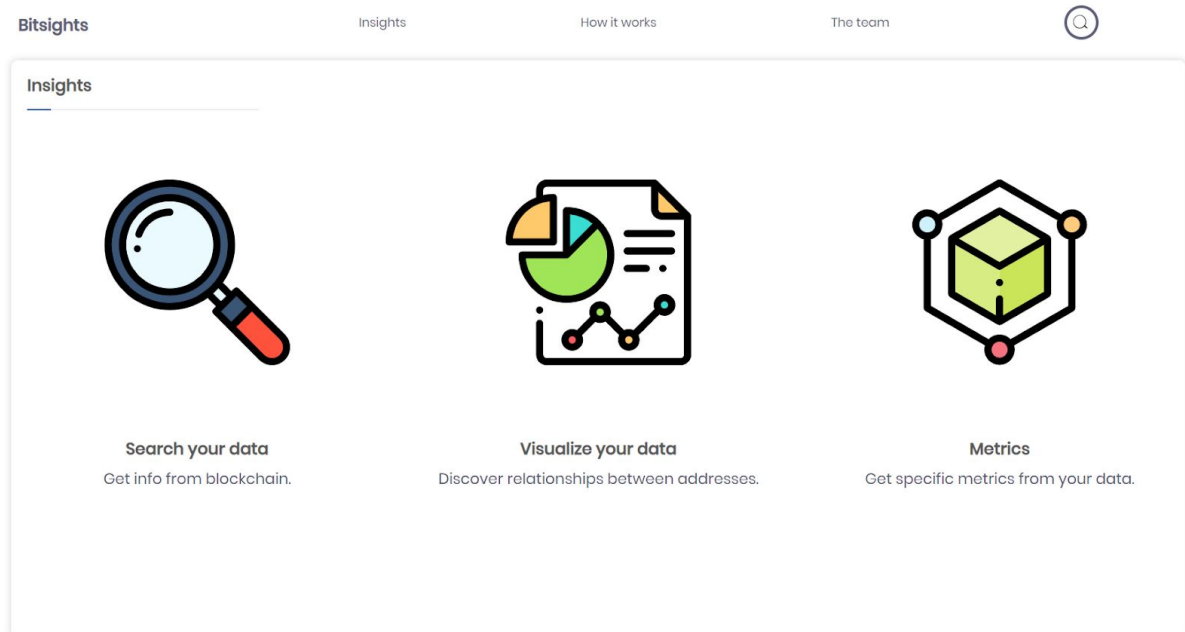 Bitsights
Insights
How it works
The team
Insights
Search your data
Get info from blockchain.
Visualize your data
Discover relationships between addresses.
Metrics
Get specific metrics from your data.